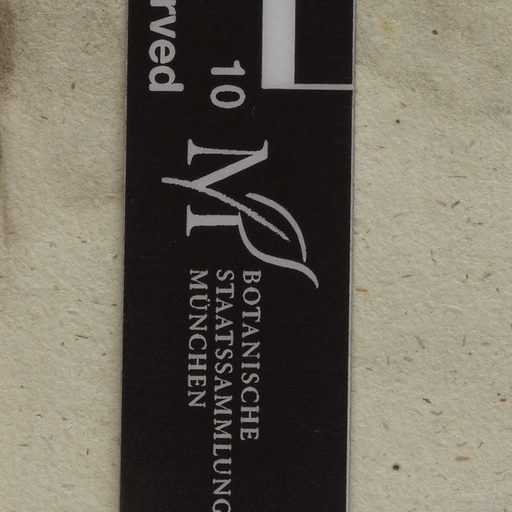 rved
10
BOTANISCHE
STAATSSAMMLUNG
MÜNCHEN